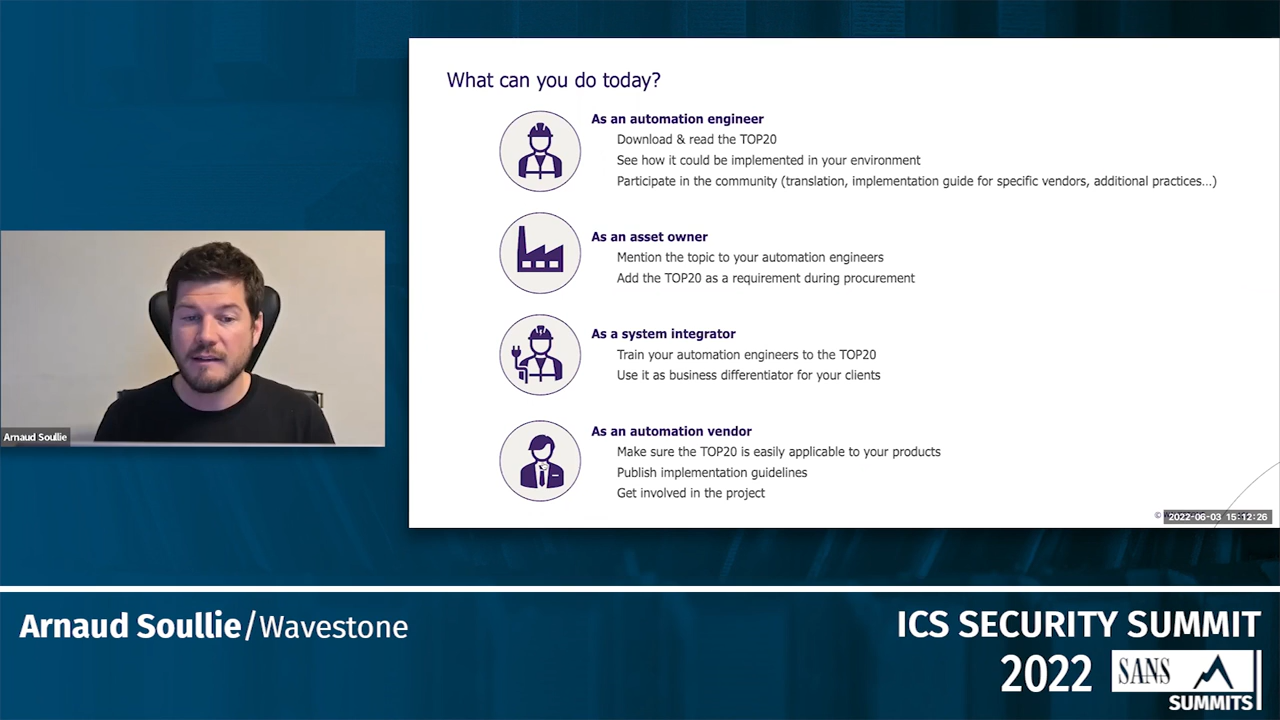 What can you do today?
As an automation engineer
Download & read the TOP20
See how it could be implemented in your environment
Participate in the community (translation, implementation guide for specific vendors, additional practices...)
As an asset owner
Mention the topic to your automation engineers
Add the TOP20 as a requirement during procurement
As a system integrator
Train your automation engineers to the TOP20
Use it as business differentiator for your clients
As an automation vendor
Make sure the TOP20 is easily applicable to your products
Publish implementation guidelines
Get involved in the project
©
2022-06-03 15:12:26
Arnaud Soullie
Arnaud Soullie/Wavestone
ICS SECURITY SUMMIT
2022
SANS
SUMMITS